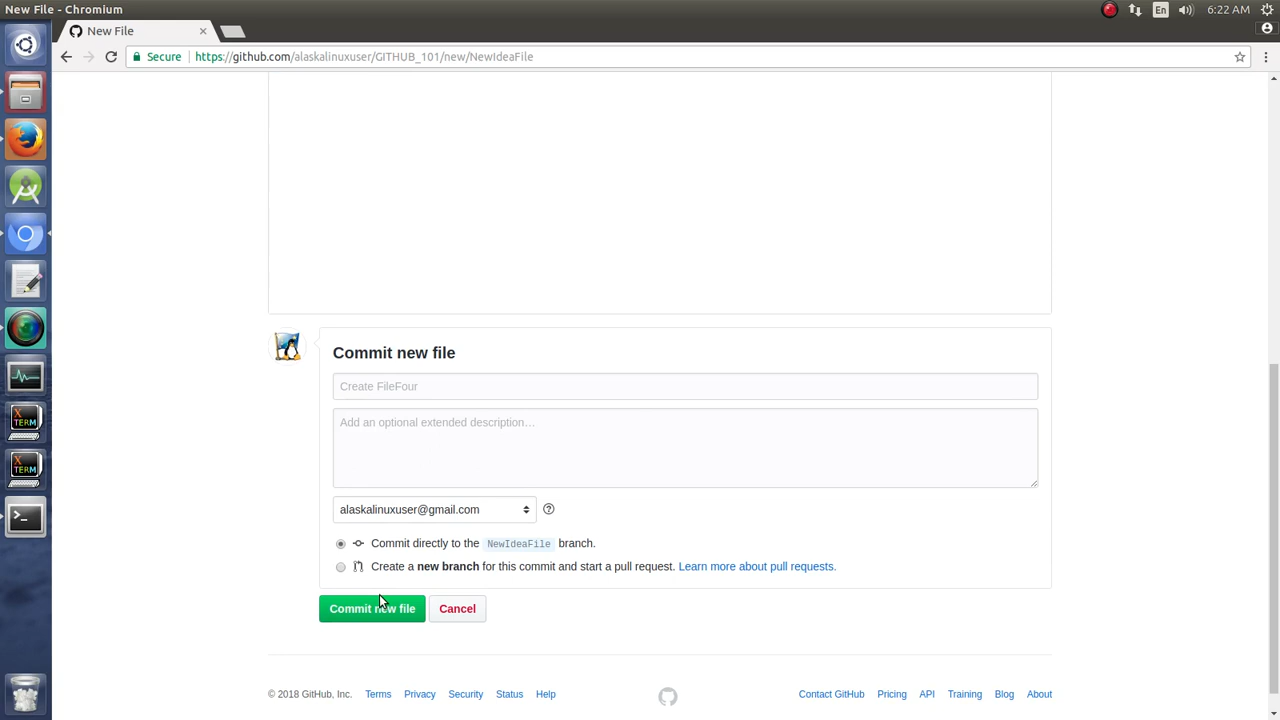 New File - Chromium
En
6:22 AM
New File
Secure
https://github.com/alaskalinuxuser/GITHUB_101/new/NewIdeaFile
Commit new file
Create FileFour
Add an optional extended description…
alaskalinuxuser@gmail.com
Commit directly to the NewIdeaFile branch.
Create a new branch for this commit and start a pull request. Learn more about pull requests.
Commit new file
Cancel
© 2018 GitHub, Inc.
Terms
Privacy
Security
Status
Help
Contact GitHub
Pricing
API
Training
Blog
About
X
TERM
X
TERM